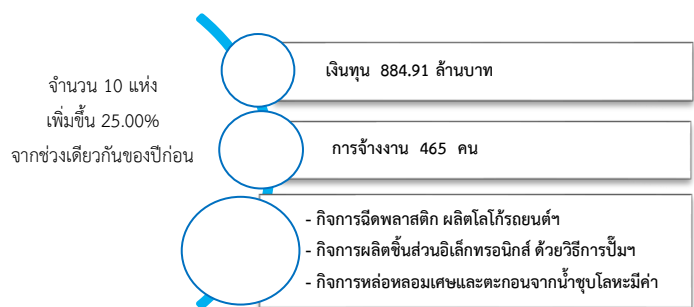 จำนวน 10 แห่ง
เพิ่มขึ้น 25.00%
จากช่วงเดียวกันของปีก่อน
เงินทุน 884.91 ล้านบาท
การจ้างงาน 465 คน
- กิจการฉีดพลาสติก ผลิตโลโก้รถยนต์ฯ
- กิจการผลิตชิ้นส่วนอิเล็กทรอนิกส์ ด้วยวิธีการปั๊มฯ
- กิจการหล่อหลอมเศษและตะกอนจากน้ำชุบโลหะมีค่า